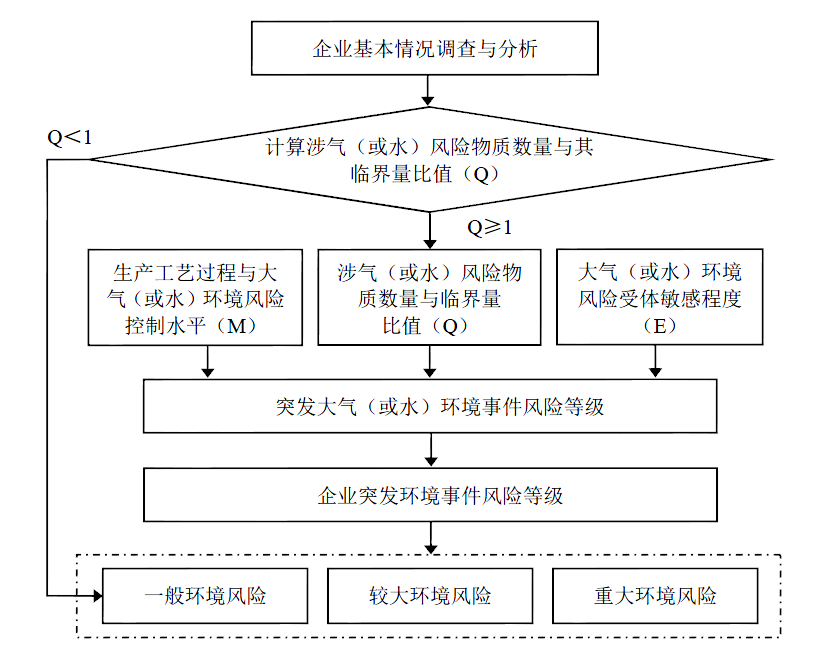 企业基本情况调查与分析
Q＜1
计算涉气（或水）风险物质数量与其
临界量比值（Q）
Q≥1
生产工艺过程与大
气（或水）环境风险
控制水平（M）
涉气（或水）风险物
质数量与临界量
比值（Q）
大气（或水）环境
风险受体敏感程度
（E）
突发大气（或水）环境事件风险等级
企业突发环境事件风险等级
一般环境风险
较大环境风险
重大环境风险